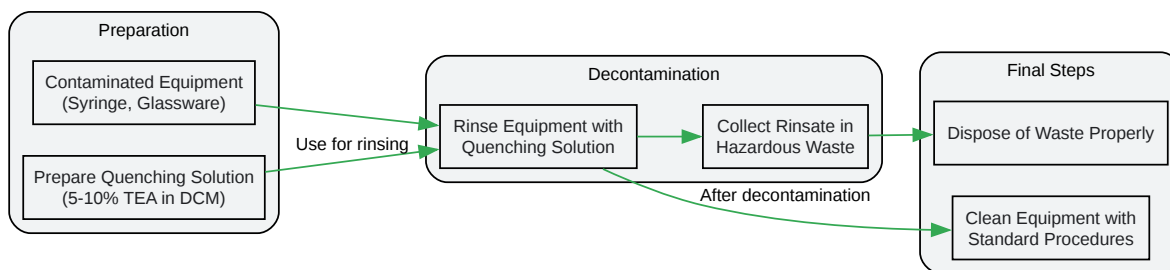 Preparation
Contaminated Equipment
(Syringe, Glassware)
Prepare Quenching Solution
(5-10% TEA in DCM)
Use for rinsing
Decontamination
Rinse Equipment with
Quenching Solution
Collect Rinsate in
Hazardous Waste
After decontamination
Final Steps
Dispose of Waste Properly
Clean Equipment with
Standard Procedures